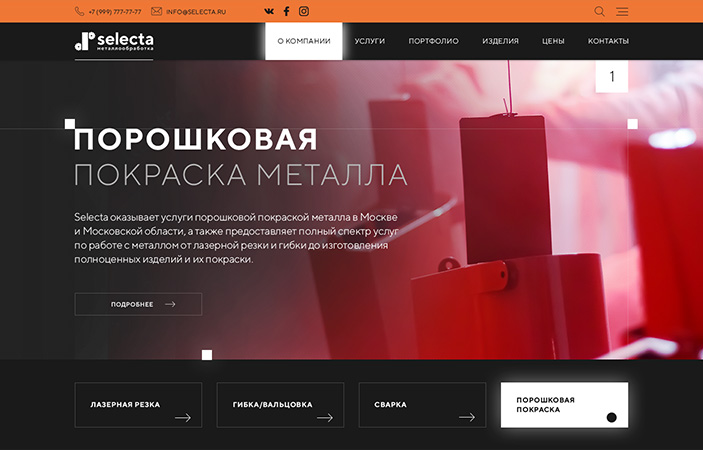 +7 (999) 777-77-77
INFO@SELECTA.RU
selecta
металлообработка
О КОМПАНИИ
УСЛУГИ
ПОРТФОЛИО
ИЗДЕЛИЯ
ЦЕНЫ
КОНТАКТЫ
1
ПОРОШКОВАЯ
ПОКРАСКА МЕТАЛЛА
Selecta оказывает услуги порошковой покраской металла в Москве
и Московской области, а также предоставляет полный спектр услуг
по работе с металлом от лазерной резки и гибки до изготовления
полноценных изделий и их покраски.
ПОДРОБНЕЕ
ЛАЗЕРНАЯ РЕЗКА
ГИБКА/ВАЛЬЦОВКА
СВАРКА
ПОРОШКОВАЯ
ПОКРАСКА